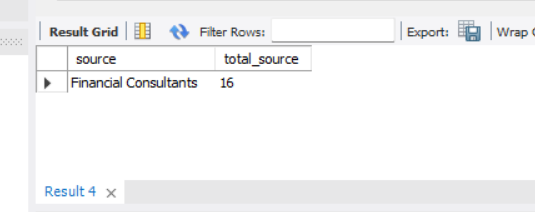 Result Grid Filter Rows: Export: Wrap
source total_source
Financial Consultants 16
Result 4 ×